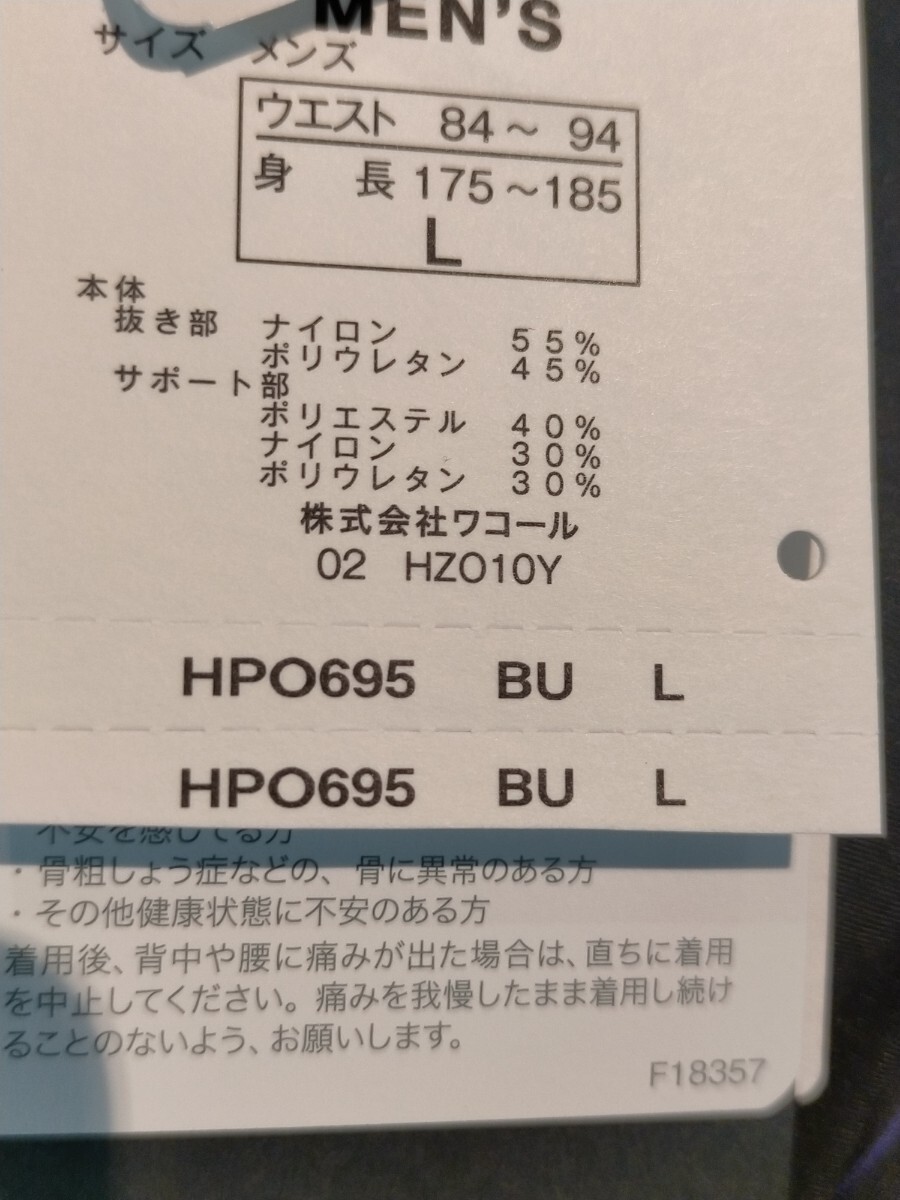 MEN'S
サイズ メンズ
ウエスト 84～ 94
身 長 175～185
L
本体
抜き部 ナイロン 55%
ポリウレタン 45%
サポート部
ポリエステル 40%
ナイロン 30%
ポリウレタン 30%
株式会社ワコール
02 HZO10Y
HPO695 BU L
HPO695 BU L
不安を感じてる方
・骨粗しょう症などの、骨に異常のある方
・その他健康状態に不安のある方
着用後、背中や腰に痛みが出た場合は、直ちに着用
を中止してください。痛みを我慢したまま着用し続け
ることのないよう、お願いします。
F18357